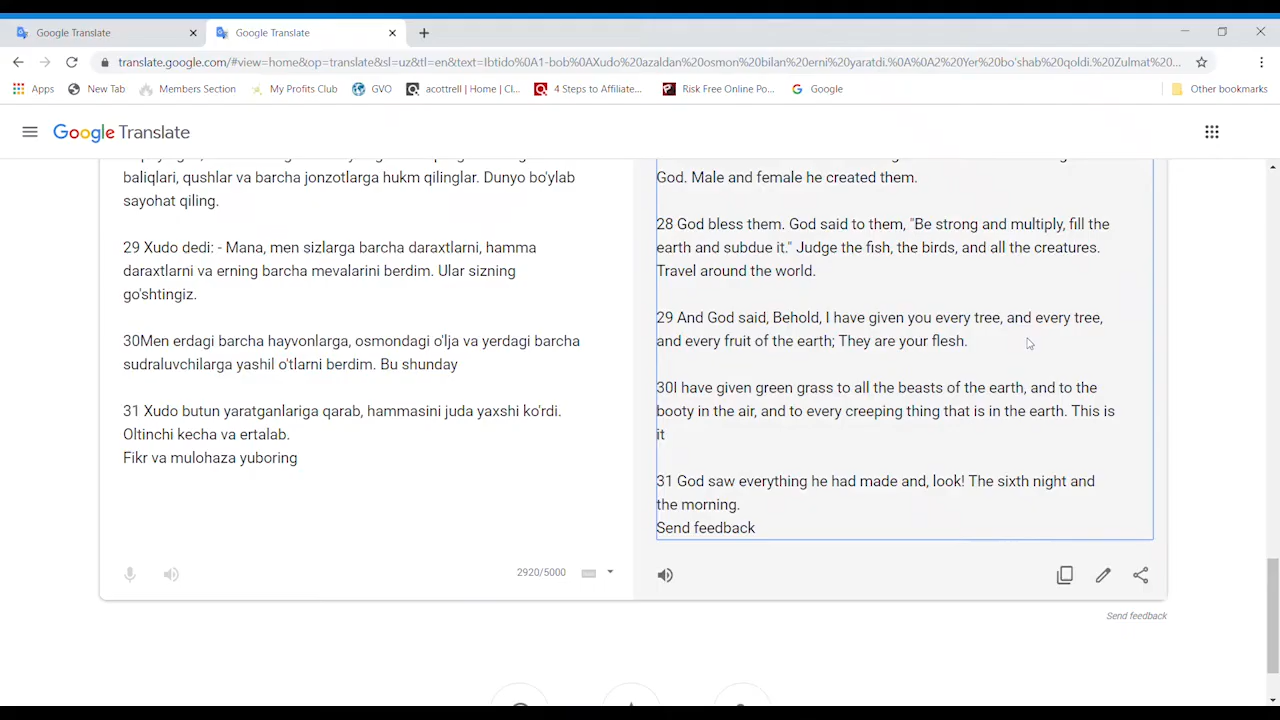 Google Translate
Google Translate
translate.google.com/#view=home&op=translate&sl=uz&tl=en&text=Ibtido%0A1-bob%0AXudo%20azaldan%20osmon%20bilan%20erni%20yaratdi.%0A%0A2%20Yer%20bo'shab%20qoldi.%20Zulmat%20...
Apps
New Tab
Members Section
My Profits Club
GVO
acottrell | Home | Cl...
4 Steps to Affiliate...
Risk Free Online Po...
Google
Other bookmarks
Google Translate
baliqlari, qushlar va barcha jonzotlarga hukm qilinglar. Dunyo bo'ylab
sayohat qiling.
29 Xudo dedi: - Mana, men sizlarga barcha daraxtlarni, hamma
daraxtlarni va erning barcha mevalarini berdim. Ular sizning
go'shtingiz.
30Men erdagi barcha hayvonlarga, osmondagi o'lja va yerdagi barcha
sudraluvchilarga yashil o'tlarni berdim. Bu shunday
31 Xudo butun yaratganlariga qarab, hammasini juda yaxshi ko'rdi.
Oltinchi kecha va ertalab.
Fikr va mulohaza yuboring
2920/5000
God. Male and female he created them.
28 God bless them. God said to them, "Be strong and multiply, fill the
earth and subdue it." Judge the fish, the birds, and all the creatures.
Travel around the world.
29 And God said, Behold, I have given you every tree, and every tree,
and every fruit of the earth; They are your flesh.
30I have given green grass to all the beasts of the earth, and to the
booty in the air, and to every creeping thing that is in the earth. This is
it
31 God saw everything he had made and, look! The sixth night and
the morning.
Send feedback
Send feedback